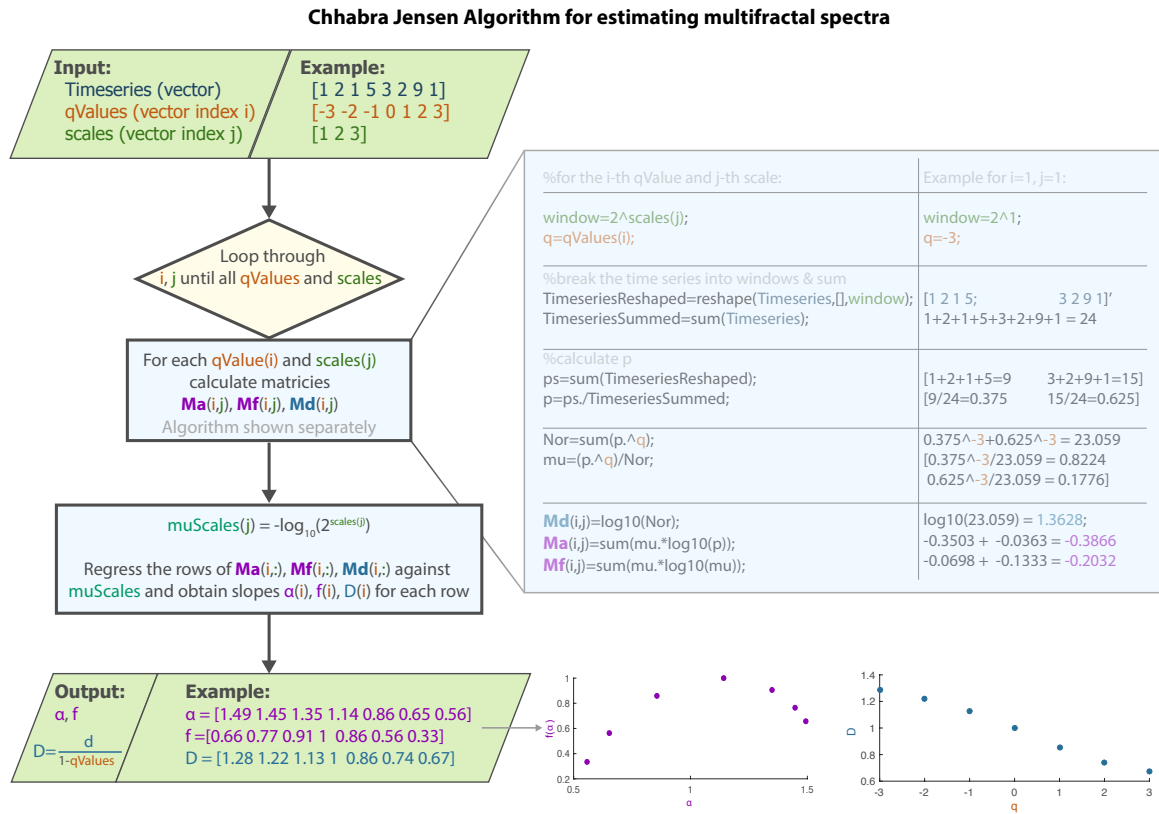 Chhabra Jensen Algorithm for estimating multifractal spectra
Input:
Timeseries (vector)
qValues (vector index i)
scales (vector index j)
Example:
[1 2 1 5 3 2 9 1]
[-3 -2 -1 0 1 2 3]
[1 2 3]
Loop through
i, j until all qValues and scales
For each qValue(i) and scales(j)
calculate matricies
Ma(i,j), Mf(i,j), Md(i,j)
Algorithm shown separately
muScales(j) = -log10(2^scales(j))
Regress the rows of Ma(i,:), Mf(i,:), Md(i,:) against
muScales and obtain slopes α(i), f(i), D(i) for each row
Output:
α, f
D=d/1-qValues
Example:
α = [1.49 1.45 1.35 1.14 0.86 0.65 0.56]
f=[0.66 0.77 0.91 1 0.86 0.56 0.33]
D = [1.28 1.22 1.13 1 0.86 0.74 0.67]
%for the i-th qValue and j-th scale:
Example for i=1, j=1:
window=2^scales(j);
window=2^1;
q=qValues(i);
q=-3;
%break the time series into windows & sum
TimeseriesReshaped=reshape(Timeseries,[],window);
[1 2 1 5; 3 2 9 1]’
TimeseriesSummed=sum(Timeseries);
1+2+1+5+3+2+9+1 = 24
%calculate p
ps=sum(TimeseriesReshaped);
[1+2+1+5=9 3+2+9+1=15]
p=ps./TimeseriesSummed;
[9/24=0.375 15/24=0.625]
Nor=sum(p.^q);
0.375^-3+0.625^-3 = 23.059
mu=(p.^q)/Nor;
[0.375^-3/23.059 = 0.8224
0.625^-3/23.059 = 0.1776]
Md(i,j)=log10(Nor);
log10(23.059) = 1.3628;
Ma(i,j)=sum(mu.*log10(p));
-0.3503 + -0.0363 = -0.3866
Mf(i,j)=sum(mu.*log10(mu));
-0.0698 + -0.1333 = -0.2032
f(α)
1
0.8
0.6
0.4
0.2
0.5
1
1.5
α
D
1.4
1.2
1
0.8
0.6
-3
-2
-1
0
1
2
3
q